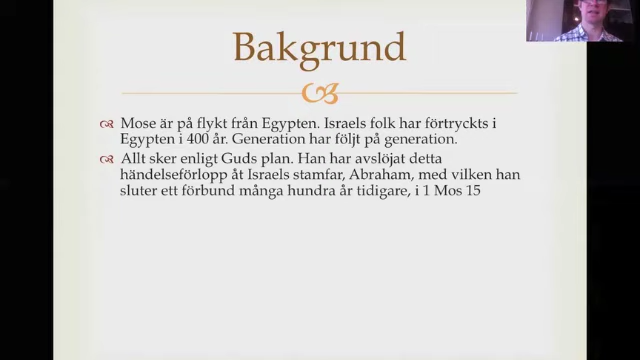 Bakgrund
Mose är på flykt från Egypten. Israels folk har förtryckts i
Egypten i 400 år. Generation har följt på generation.
Allt sker enligt Guds plan. Han har avslöjat detta
händelseförlopp åt Israels stamfar, Abraham, med vilken han
sluter ett förbund många hundra år tidigare, i 1 Mos 15